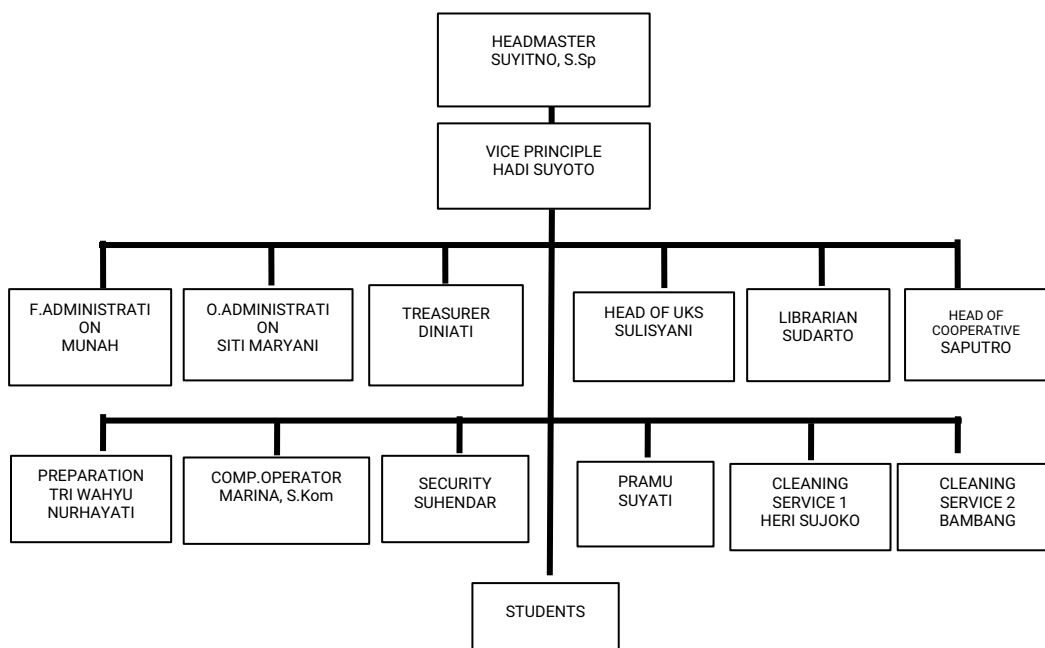 HEADMASTER
SUYITNO, S.Sp
VICE PRINCIPLE
HADI SUYOTO
F.ADMINISTRATI
ON
MUNAH
O.ADMINISTRATI
ON
SITI MARYANI
TREASURER
DINIATI
HEAD OF UKS
SULISYANI
LIBRARIAN
SUDARTO
HEAD OF
COOPERATIVE
SAPUTRO
PREPARATION
TRI WAHYU
NURHAYATI
COMP.OPERATOR
MARINA, S.Kom
SECURITY
SUHENDAR
PRAMU
SUYATI
CLEANING
SERVICE 1
HERI SUJOKO
CLEANING
SERVICE 2
BAMBANG
STUDENTS